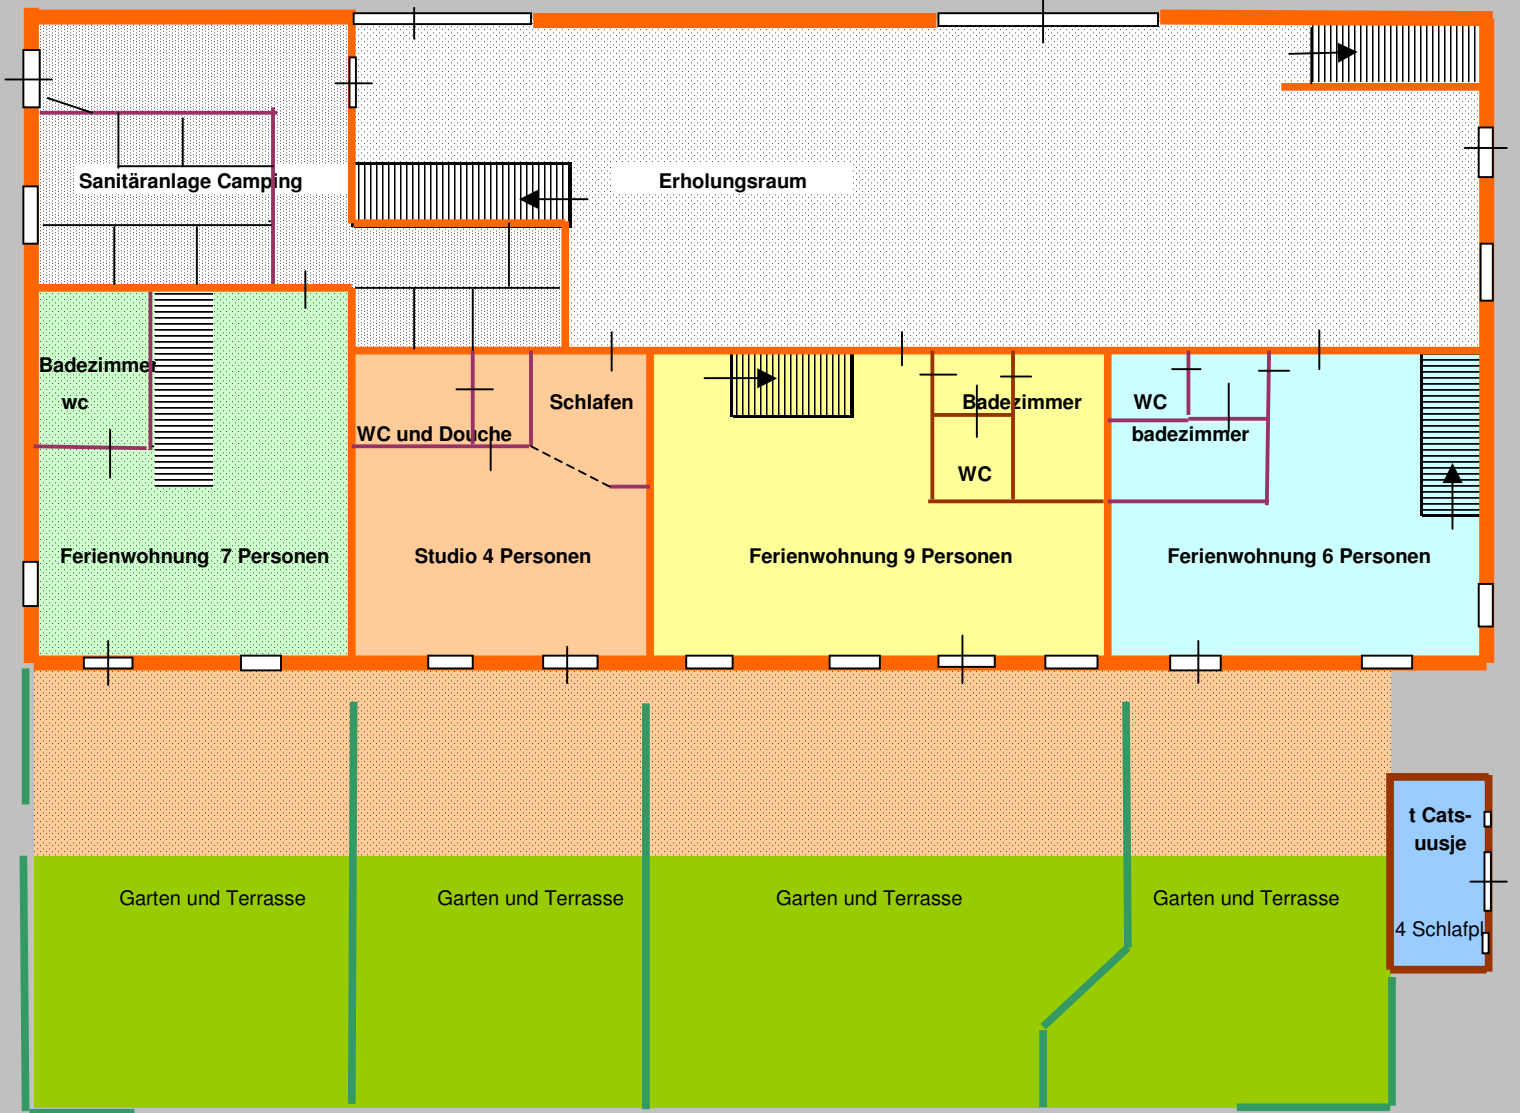 Sanitäranlage Camping
Erholungsraum
Badezimmer
wc
Schlafen
WC und Douche
Badezimmer
WC
WC
badezimmer
Ferienwohnung 7 Personen
Studio 4 Personen
Ferienwohnung 9 Personen
Ferienwohnung 6 Personen
t Cats-
uusje
4 Schlafpl
Garten und Terrasse
Garten und Terrasse
Garten und Terrasse
Garten und Terrasse